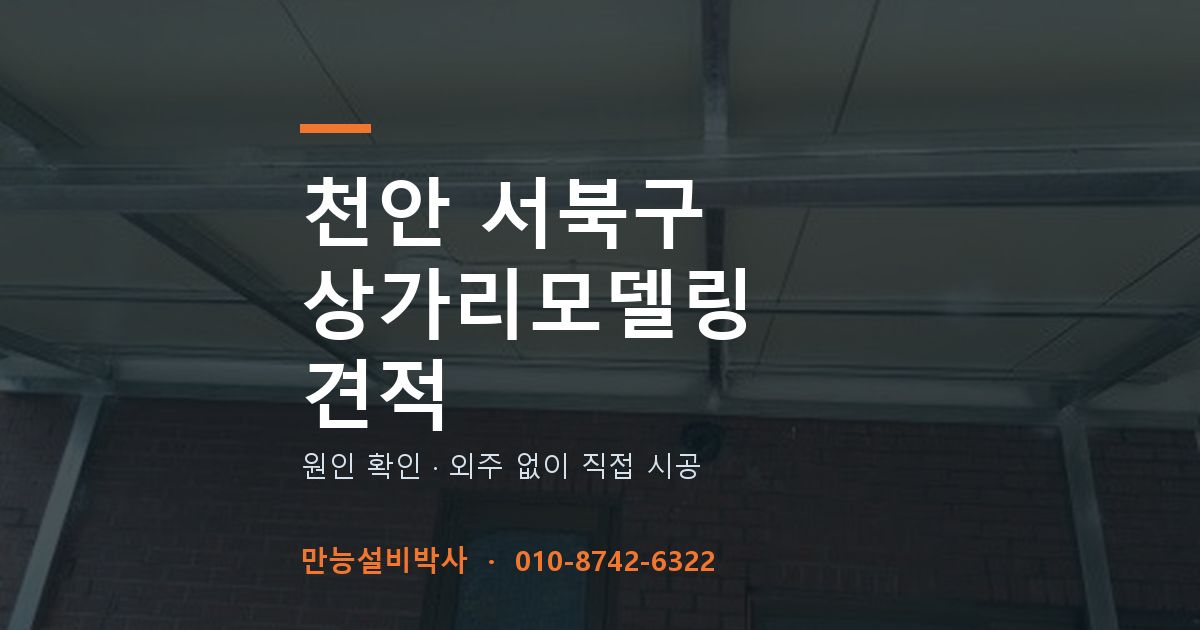 천안 서북구
상가리모델링
견적
원인 확인 · 외주 없이 직접 시공
만능설비박사 · 010-8742-6322